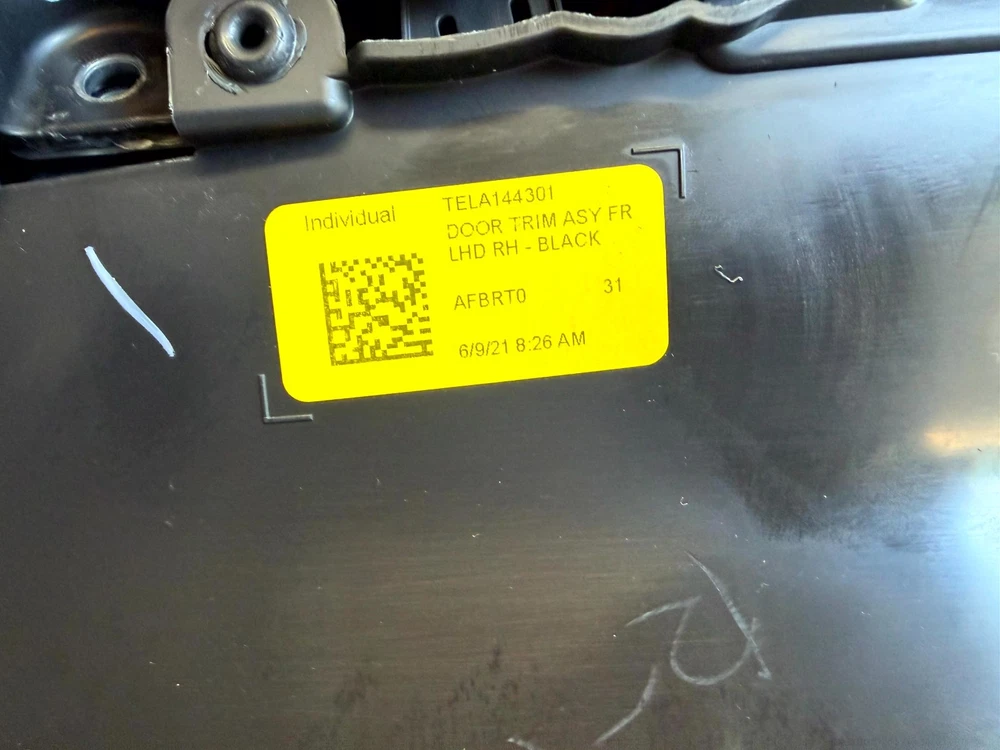 Individual
TELA144301
DOOR TRIM ASY FR
LHD RH - BLACK
AFBRT0 31
6/9/21 8:26 AM